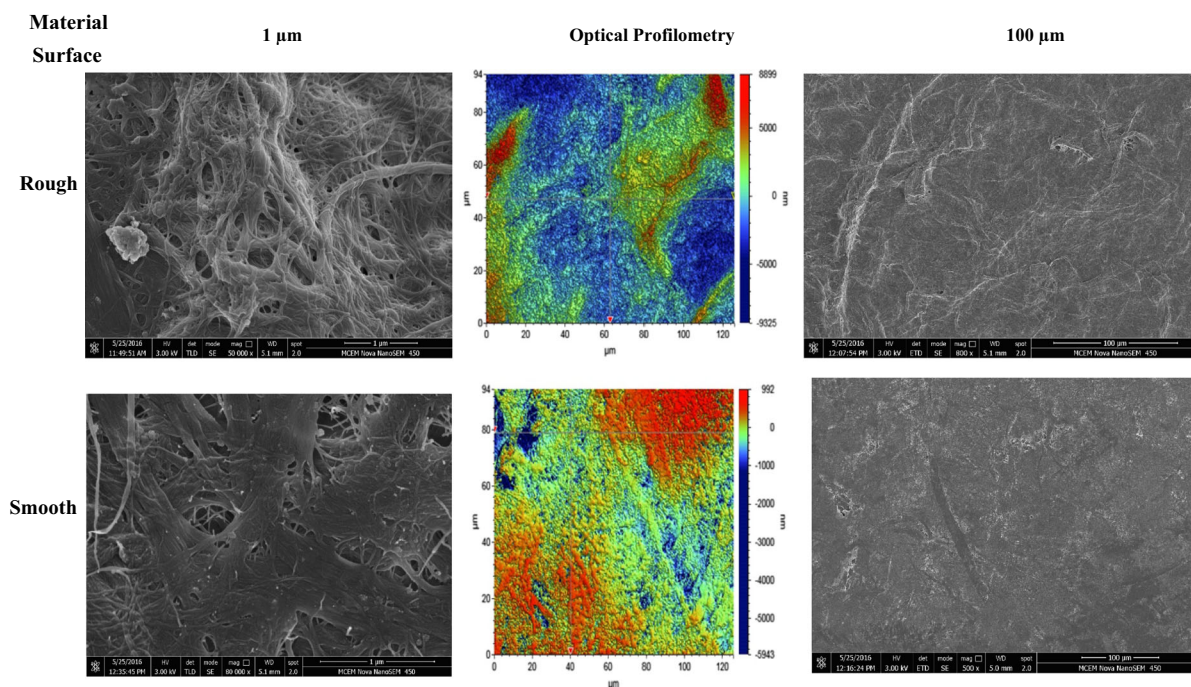 Material
Surface
1 µm
Optical Profilometry
100 µm
Rough
94
80
60
40
20
0
0 20 40 60 80 100 120
µm
µm
8899
5000
0
-5000
-9325
nm
5/25/2016 HV det mode mag WD spot
11:49:51 AM 3.00 kV TLD SE 50 000 x 5.1 mm 2.0
1 µm
MCEM Nova NanoSEM 450
5/25/2016 HV det mode mag WD spot
12:07:54 PM 3.00 kV ETD SE 800 x 5.1 mm 2.0
100 µm
MCEM Nova NanoSEM 450
Smooth
94
80
60
40
20
0
0 20 40 60 80 100 120
µm
µm
992
0
-1000
-2000
-3000
-4000
-5000
-5943
nm
5/25/2016 HV det mode mag WD spot
12:35:45 PM 3.00 kV TLD SE 80 000 x 5.1 mm 2.0
1 µm
MCEM Nova NanoSEM 450
5/25/2016 HV det mode mag WD spot
12:16:24 PM 3.00 kV ETD SE 500 x 5.0 mm 2.0
100 µm
MCEM Nova NanoSEM 450